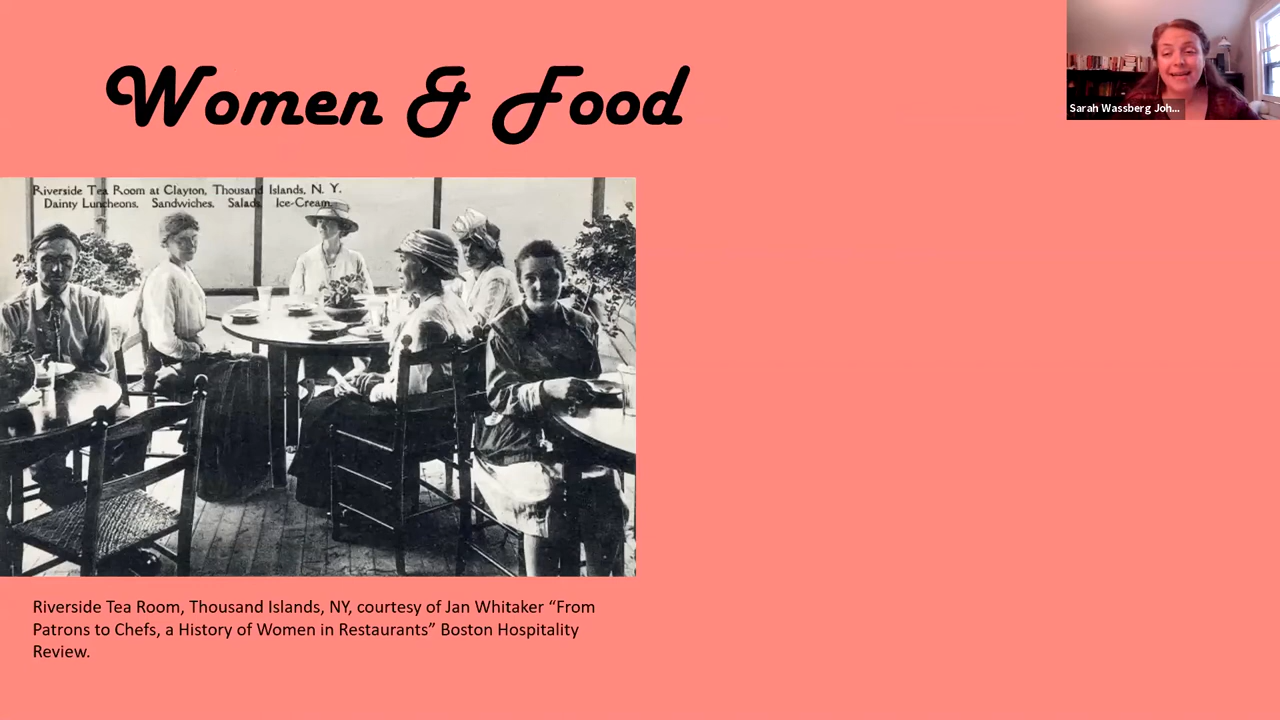 Women & Food
Sarah Wassberg Joh...
Riverside Tea Room at Clayton, Thousand Islands, N. Y.
Dainty Luncheons. Sandwiches. Salads. Ice-Cream.
Riverside Tea Room, Thousand Islands, NY, courtesy of Jan Whitaker “From
Patrons to Chefs, a History of Women in Restaurants” Boston Hospitality
Review.